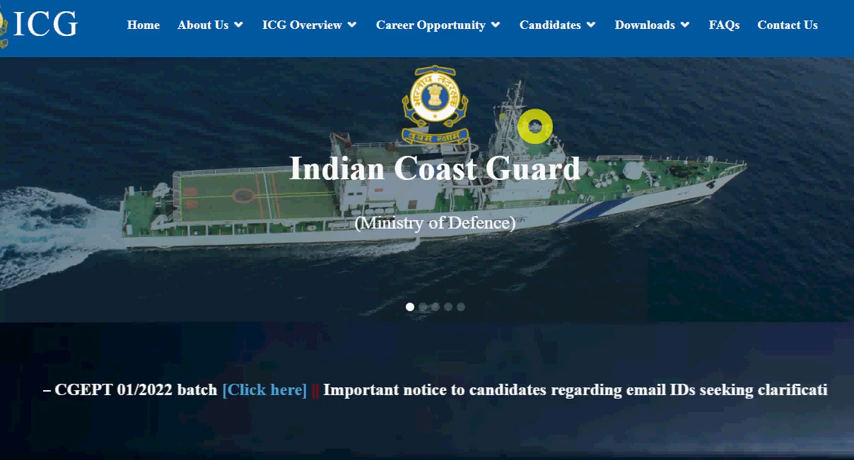 ICG
Home About Us ICG Overview Career Opportunity Candidates Downloads FAQs Contact Us
Indian Coast Guard
(Ministry of Defence)
– CGEPT 01/2022 batch [Click here] || Important notice to candidates regarding email IDs seeking clarificati